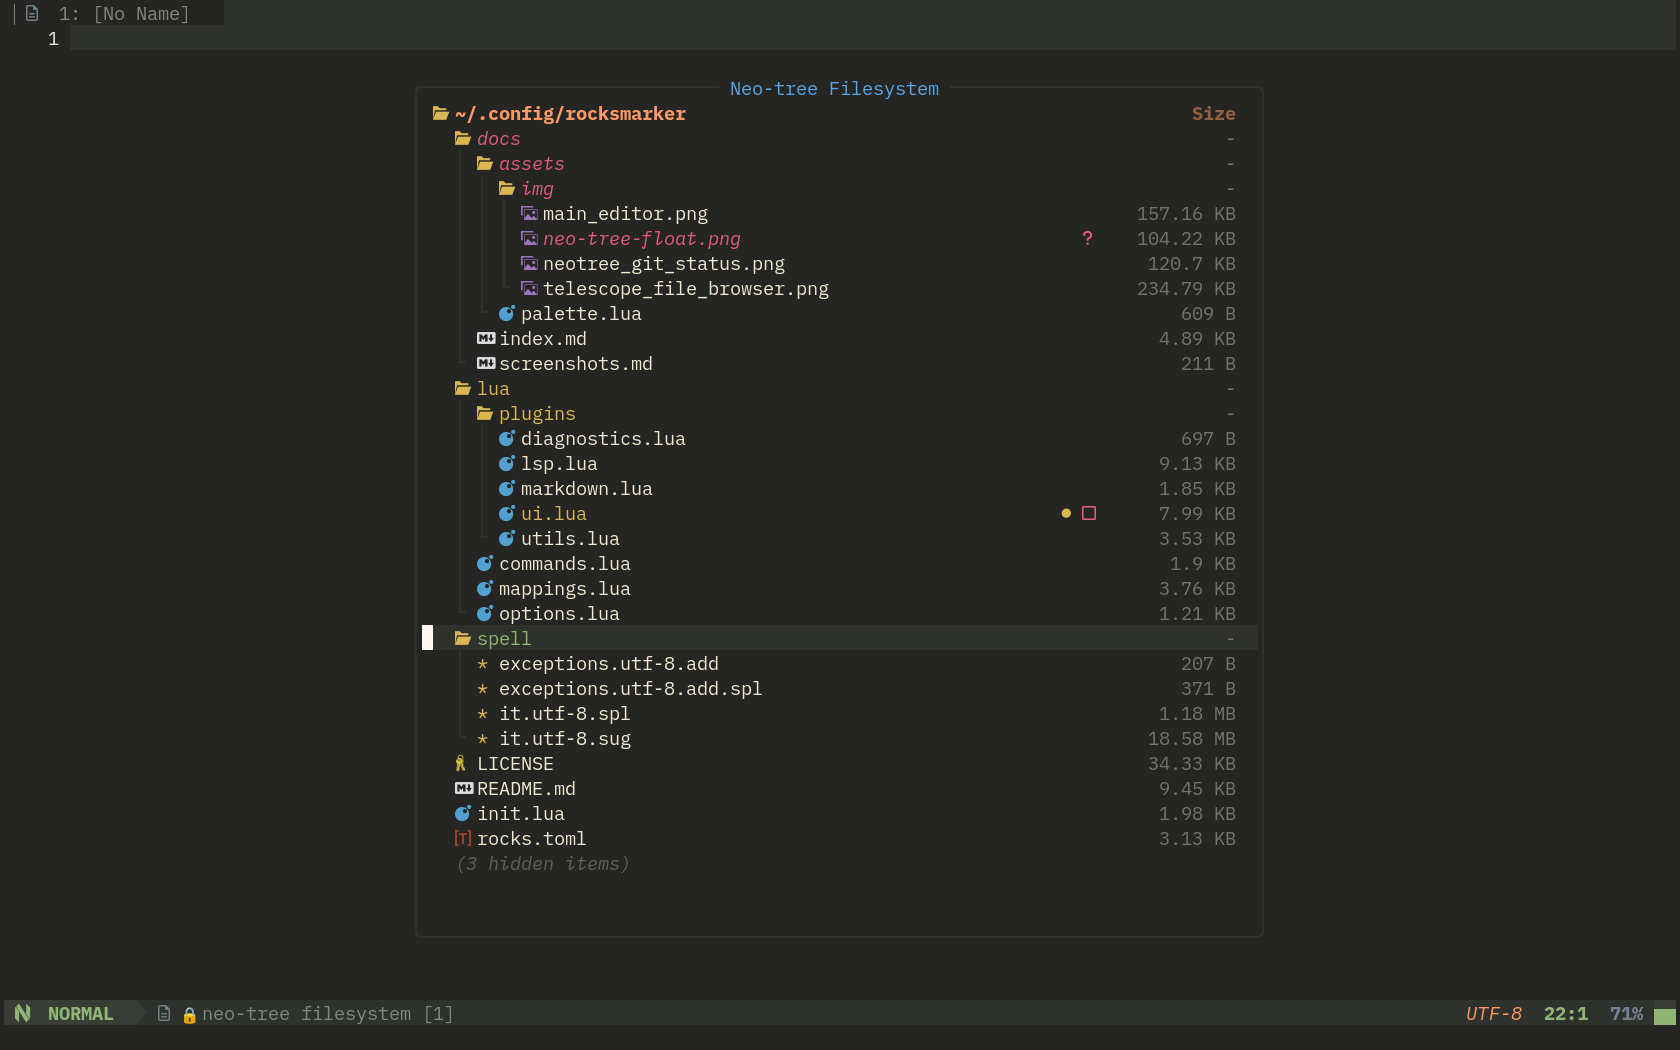 1: [No Name]
1
Neo-tree Filesystem
~/.config/rocksmarker Size
docs -
assets -
img -
main_editor.png 157.16 KB
neo-tree-float.png ? 104.22 KB
neotree_git_status.png 120.7 KB
telescope_file_browser.png 234.79 KB
palette.lua 609 B
index.md 4.89 KB
screenshots.md 211 B
lua -
plugins -
diagnostics.lua 697 B
lsp.lua 9.13 KB
markdown.lua 1.85 KB
ui.lua 7.99 KB
utils.lua 3.53 KB
commands.lua 1.9 KB
mappings.lua 3.76 KB
options.lua 1.21 KB
spell -
* exceptions.utf-8.add 207 B
* exceptions.utf-8.add.spl 371 B
* it.utf-8.spl 1.18 MB
* it.utf-8.sug 18.58 MB
LICENSE 34.33 KB
README.md 9.45 KB
init.lua 1.98 KB
[T] rocks.toml 3.13 KB
(3 hidden items)
NORMAL neo-tree filesystem [1] UTF-8 22:1 71%